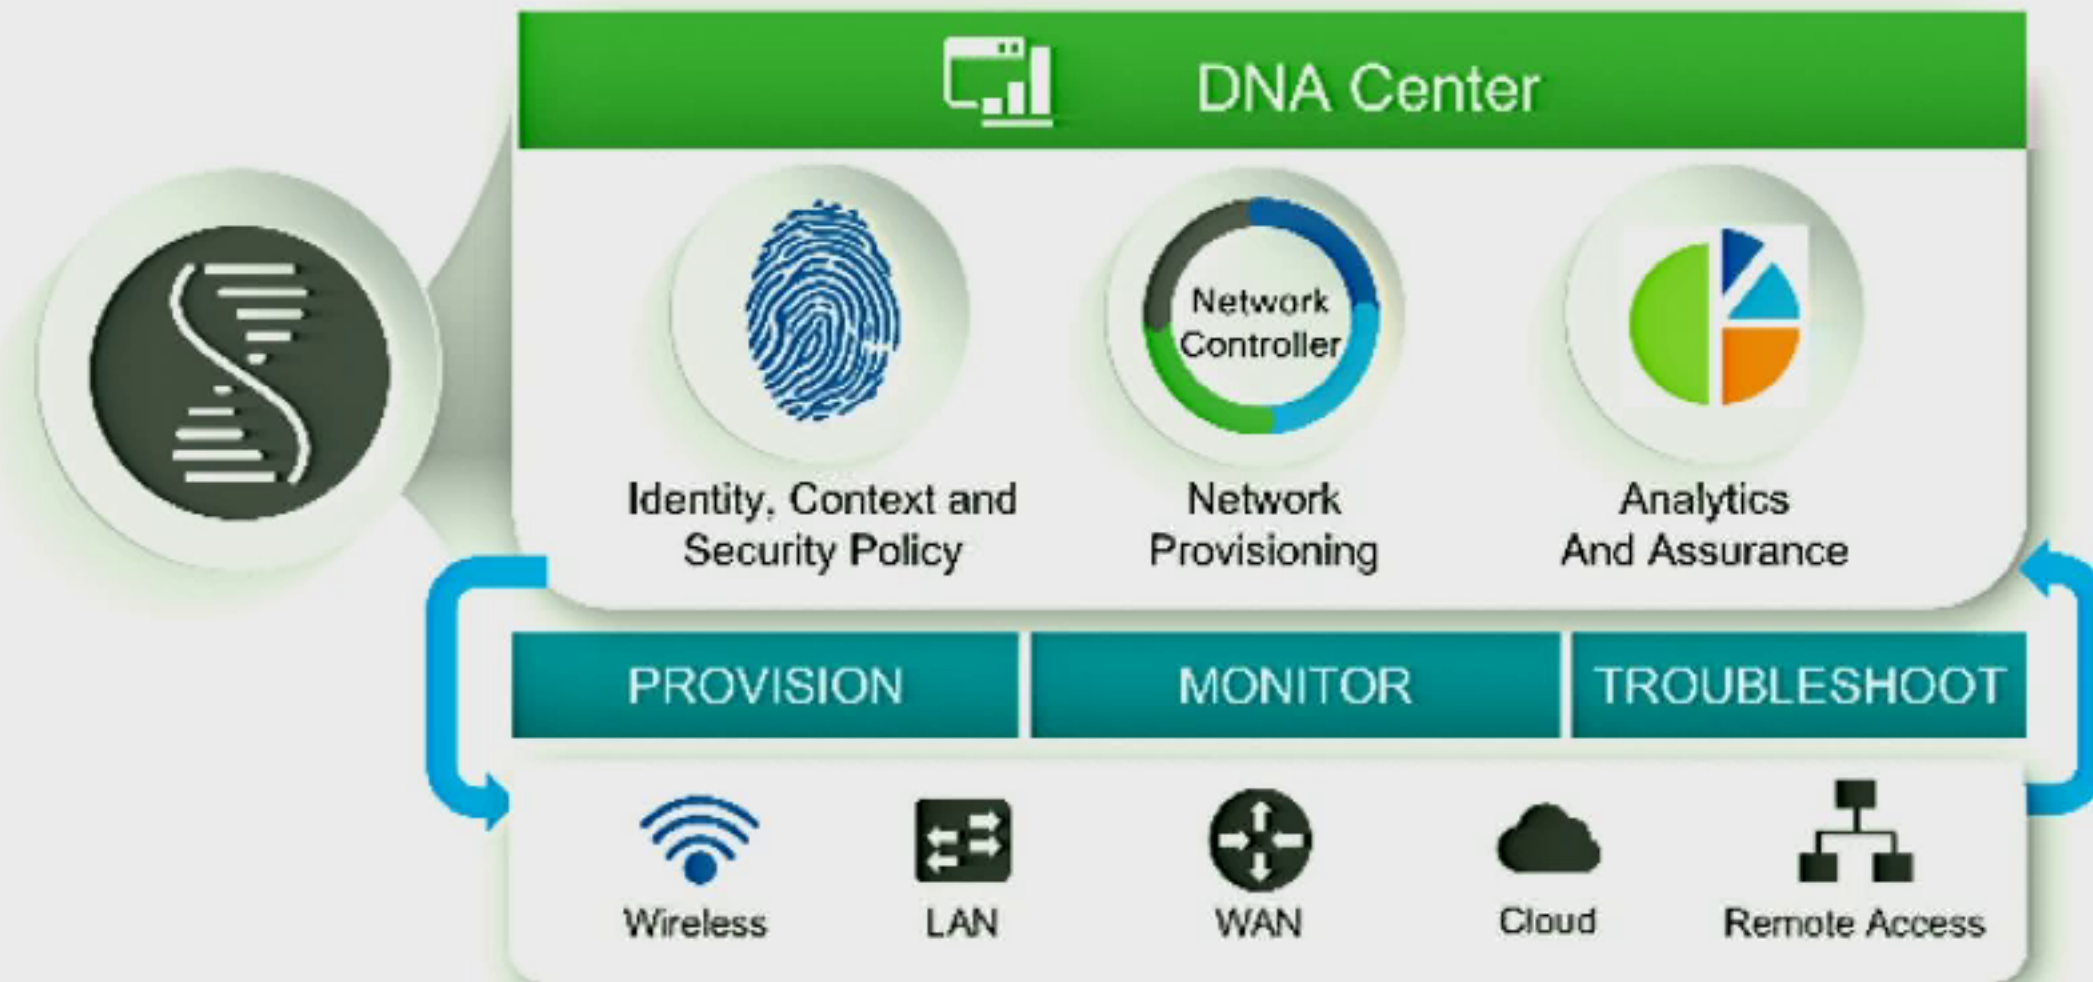 DNA Center
Network
Controller
Identity, Context and
Security Policy
Network
Provisioning
Analytics
And Assurance
PROVISION
MONITOR
TROUBLESHOOT
Wireless
LAN
WAN
Cloud
Remote Access